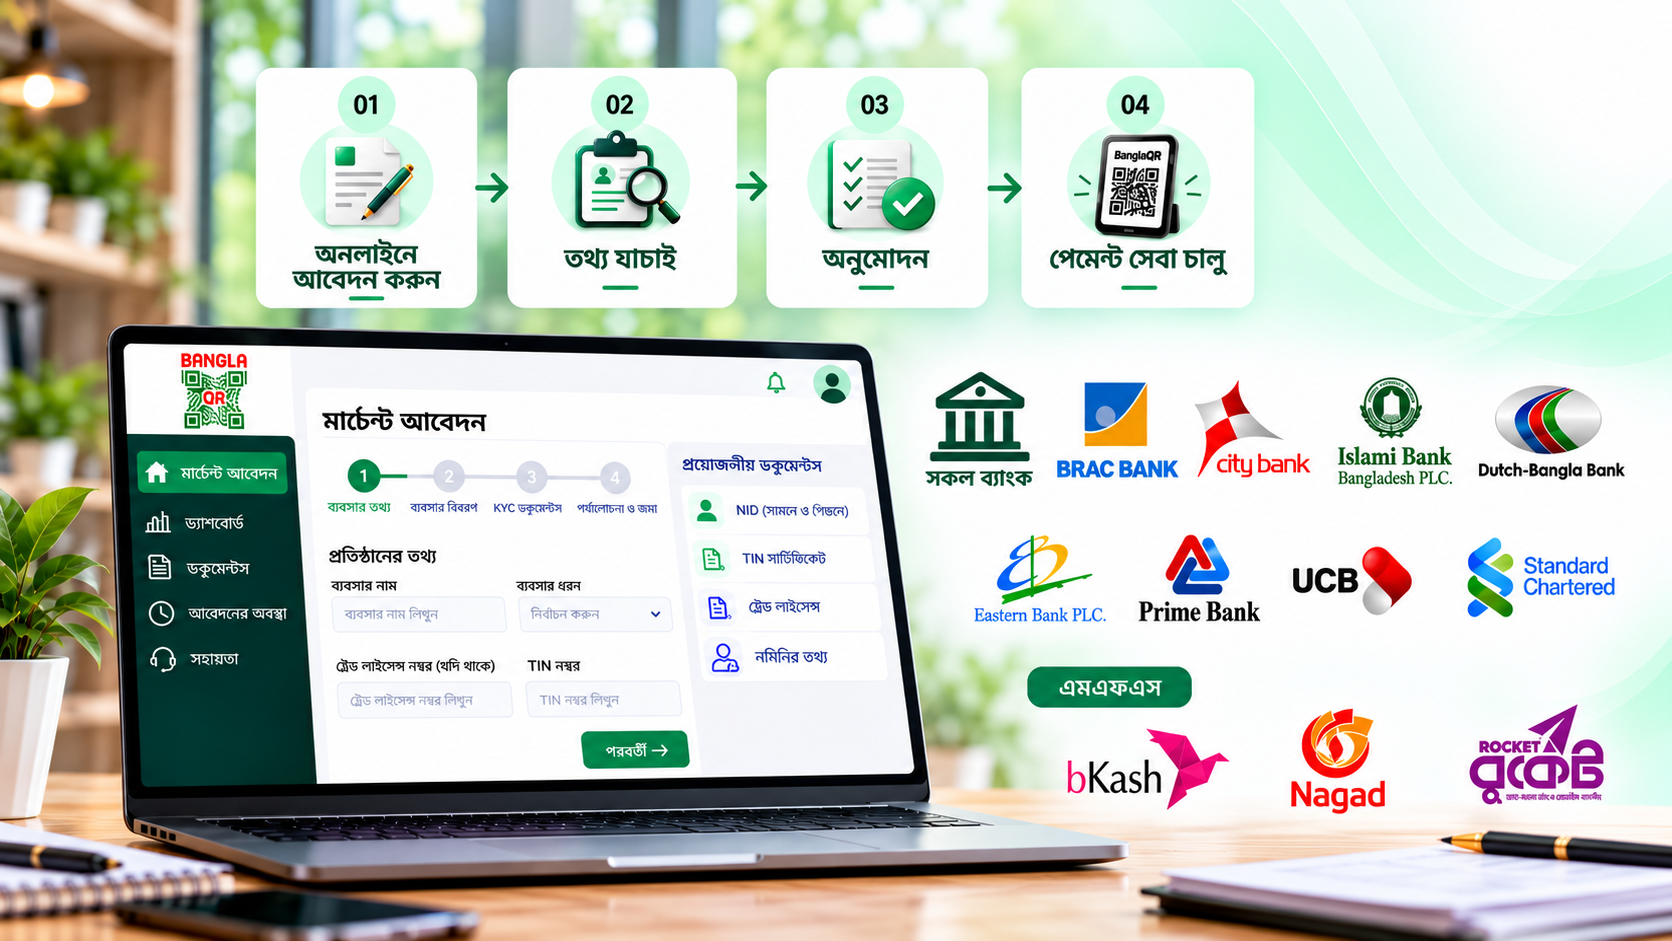 01
অনলাইনে
আবেদন করুন
02
তথ্য যাচাই
03
অনুমোদন
04
BanglaQR
পেমেন্ট সেবা চালু
BANGLA
QR
মার্চেন্ট আবেদন
ড্যাশবোর্ড
ডকুমেন্টস
আবেদনের অবস্থা
সহায়তা
মার্চেন্ট আবেদন
1
2
3
4
ব্যবসার তথ্য
ব্যবসার বিবরণ
KYC ডকুমেন্টস
পর্যালোচনা ও জমা
প্রতিষ্ঠানের তথ্য
ব্যবসার নাম
ব্যবসার ধরন
ব্যবসার নাম লিখুন
নির্বাচন করুন
ট্রেড লাইসেন্স নম্বর (যদি থাকে)
TIN নম্বর
ট্রেড লাইসেন্স নম্বর লিখুন
TIN নম্বর লিখুন
পরবর্তী →
প্রয়োজনীয় ডকুমেন্টস
NID (সামনে ও পিছনে)
TIN সার্টিফিকেট
ট্রেড লাইসেন্স
নমিনির তথ্য
সকল ব্যাংক
BRAC BANK
city bank
Islami Bank
Bangladesh PLC.
Dutch-Bangla Bank
Eastern Bank PLC.
Prime Bank
UCB
Standard
Chartered
এমএফএস
bKash
Nagad
ROCKET
রকেট